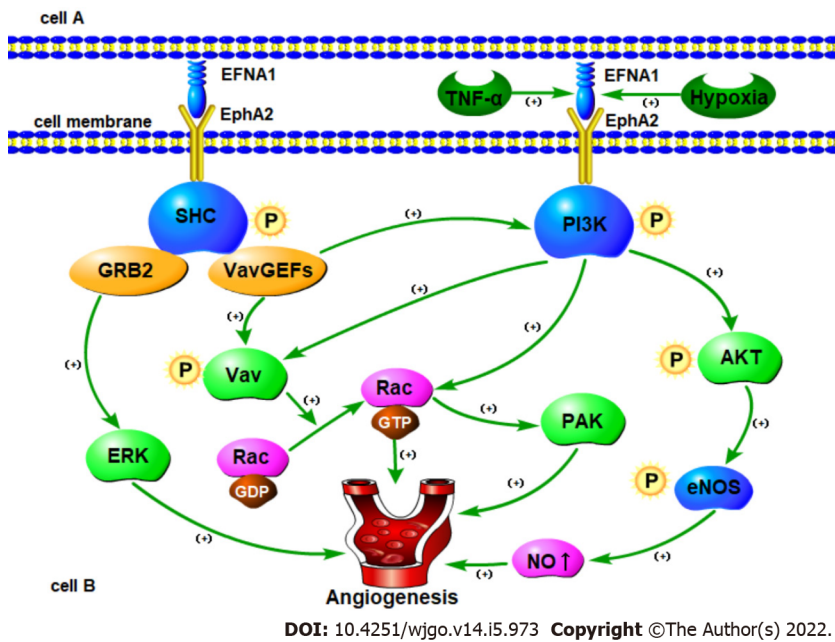 cell A
EFNA1
EphA2
cell membrane
TNF-α
(+)
EFNA1
(+)
Hypoxia
EphA2
SHC
P
GRB2
VavGEFs
(+)
PI3K
P
(+)
(+)
(+)
(+)
(+)
P
Vav
(+)
Rac
GTP
(+)
P
AKT
(+)
PAK
(+)
ERK
Rac
GDP
(+)
(+)
P
eNOS
(+)
(+)
NO↑
(+)
Angiogenesis
cell B
DOI: 10.4251/wjgo.v14.i5.973 Copyright ©The Author(s) 2022.